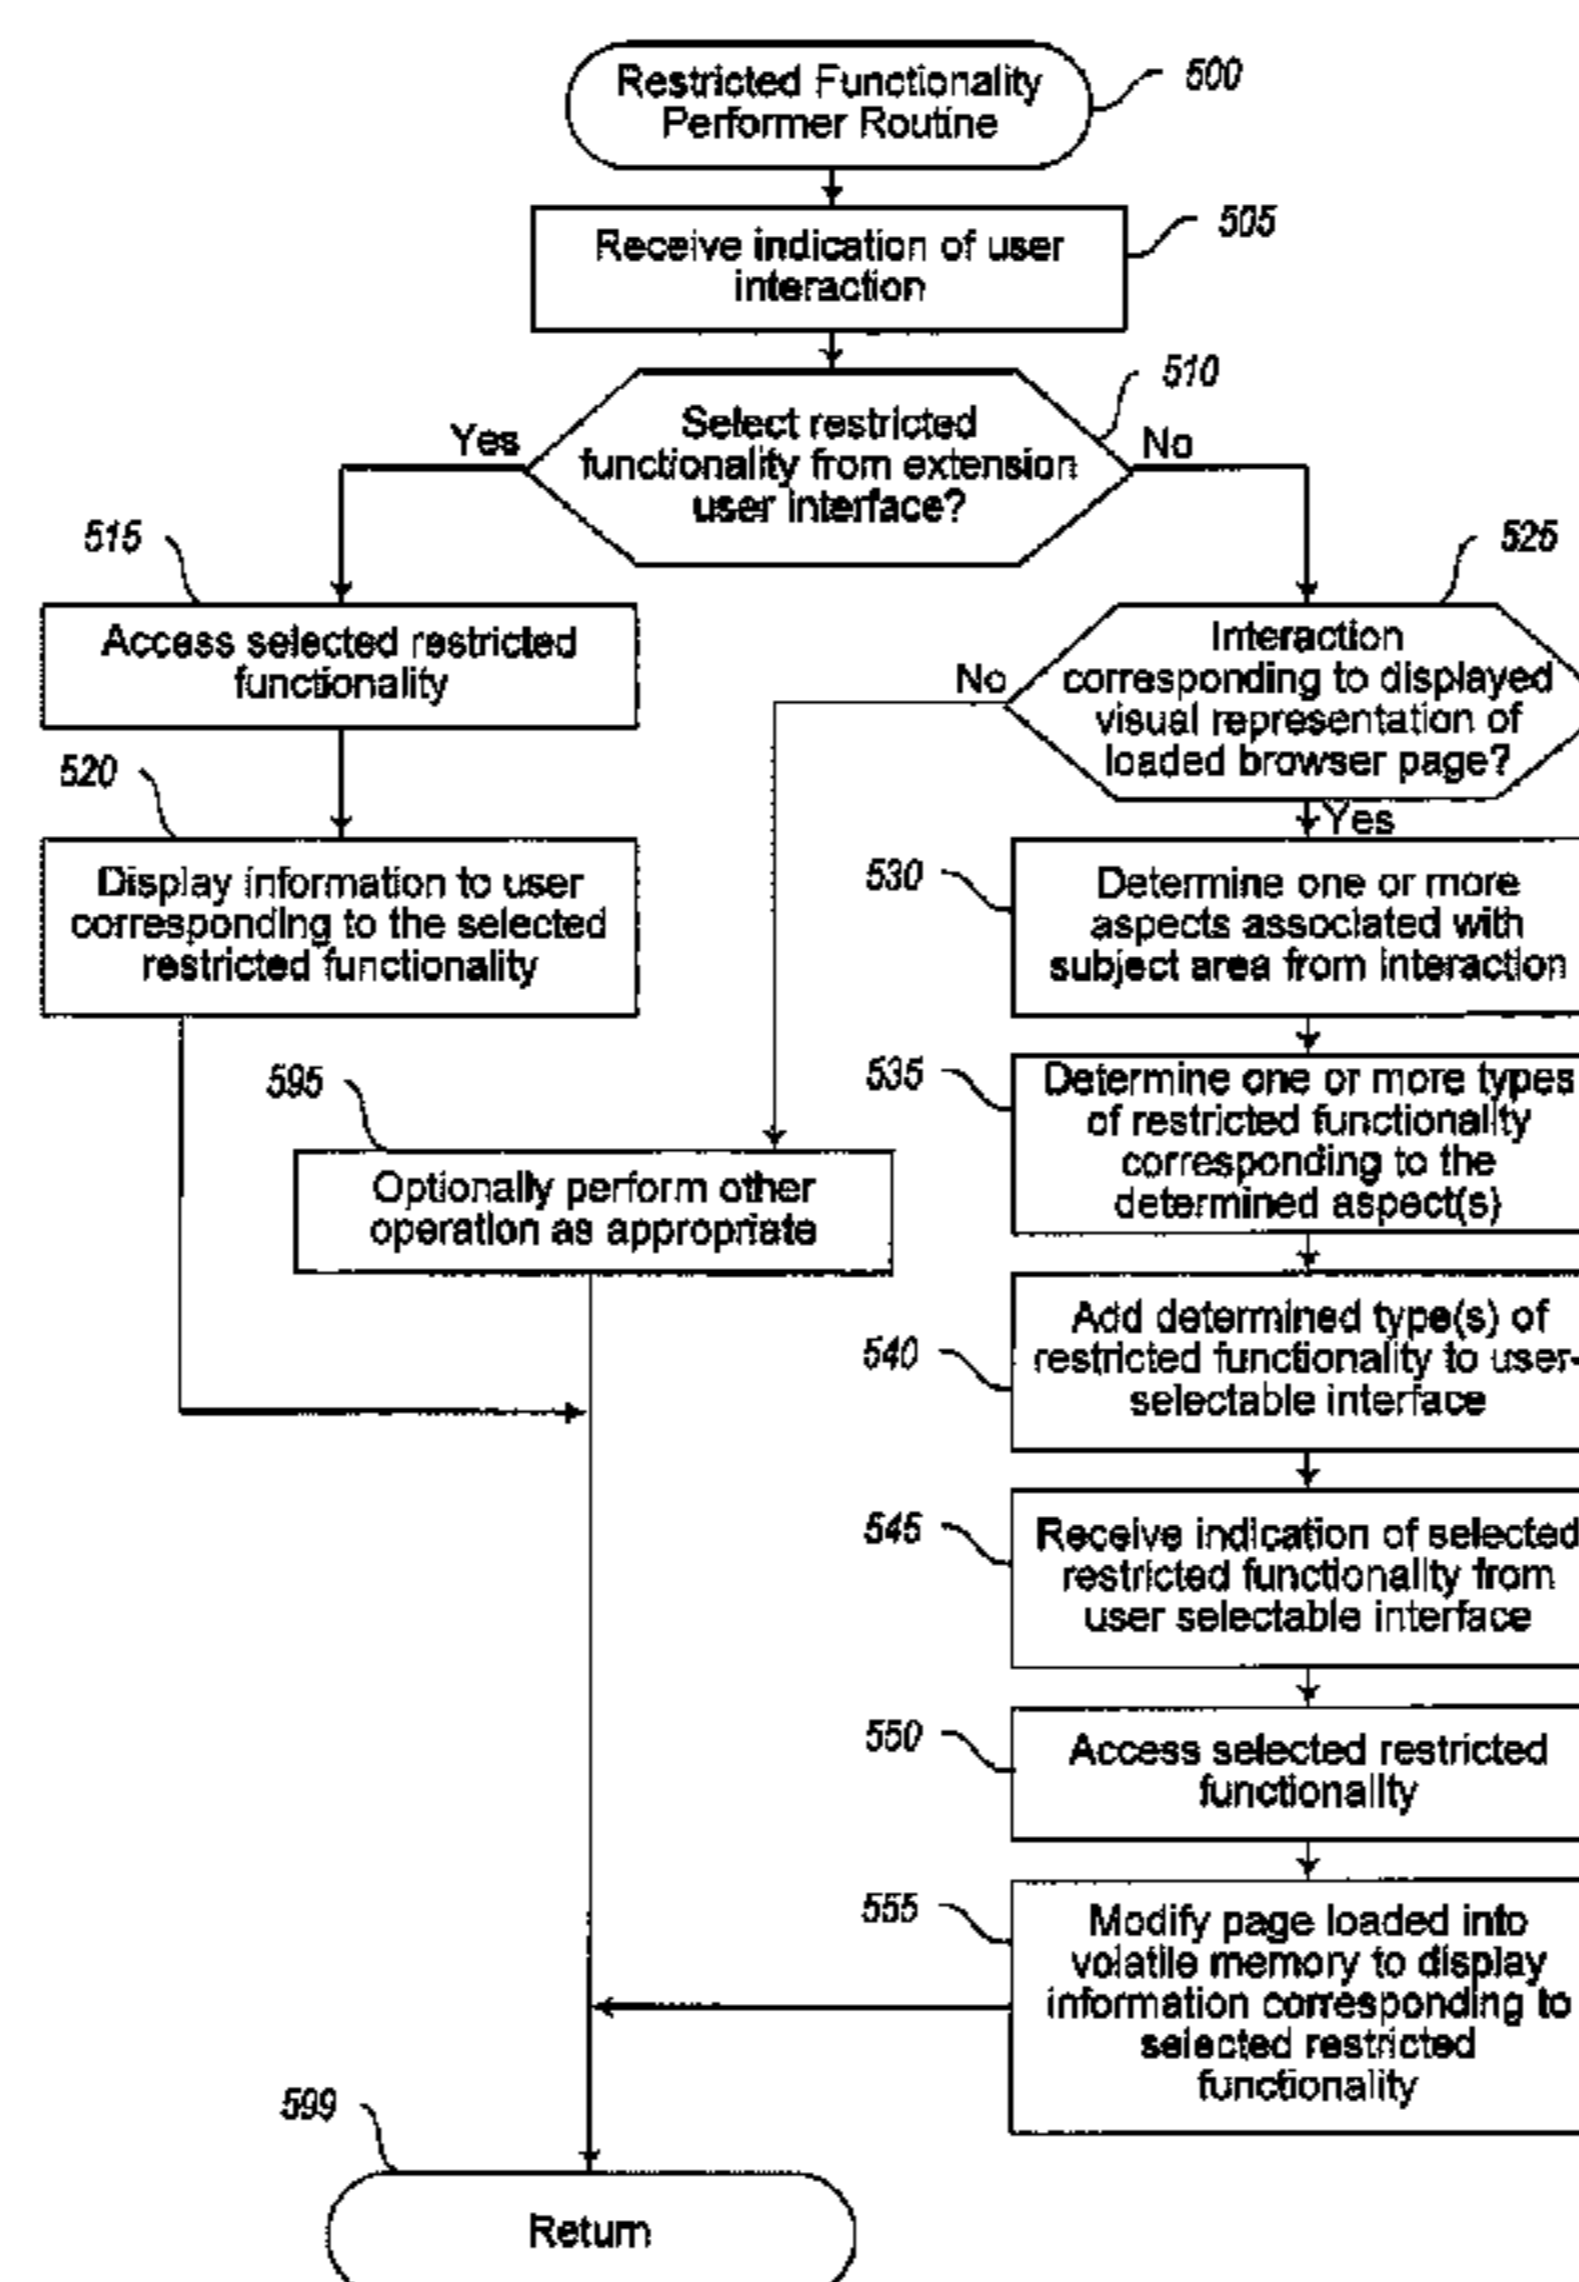 Restricted Functionality
Performer Routine
500
Receive indication of user
interaction
505
Select restricted
functionality from extension
user interface?
510
Yes
No
515
Access selected restricted
functionality
520
Display information to user
corresponding to the selected
restricted functionality
525
Interaction
corresponding to displayed
visual representation of
loaded browser page?
No
Yes
530
Determine one or more
aspects associated with
subject area from interaction
535
Determine one or more types
of restricted functionality
corresponding to the
determined aspect(s)
595
Optionally perform other
operation as appropriate
540
Add determined type(s) of
restricted functionality to user-
selectable interface
545
Receive indication of selected
restricted functionality from
user selectable interface
550
Access selected restricted
functionality
555
Modify page loaded into
volatile memory to display
information corresponding to
selected restricted
functionality
599
Return